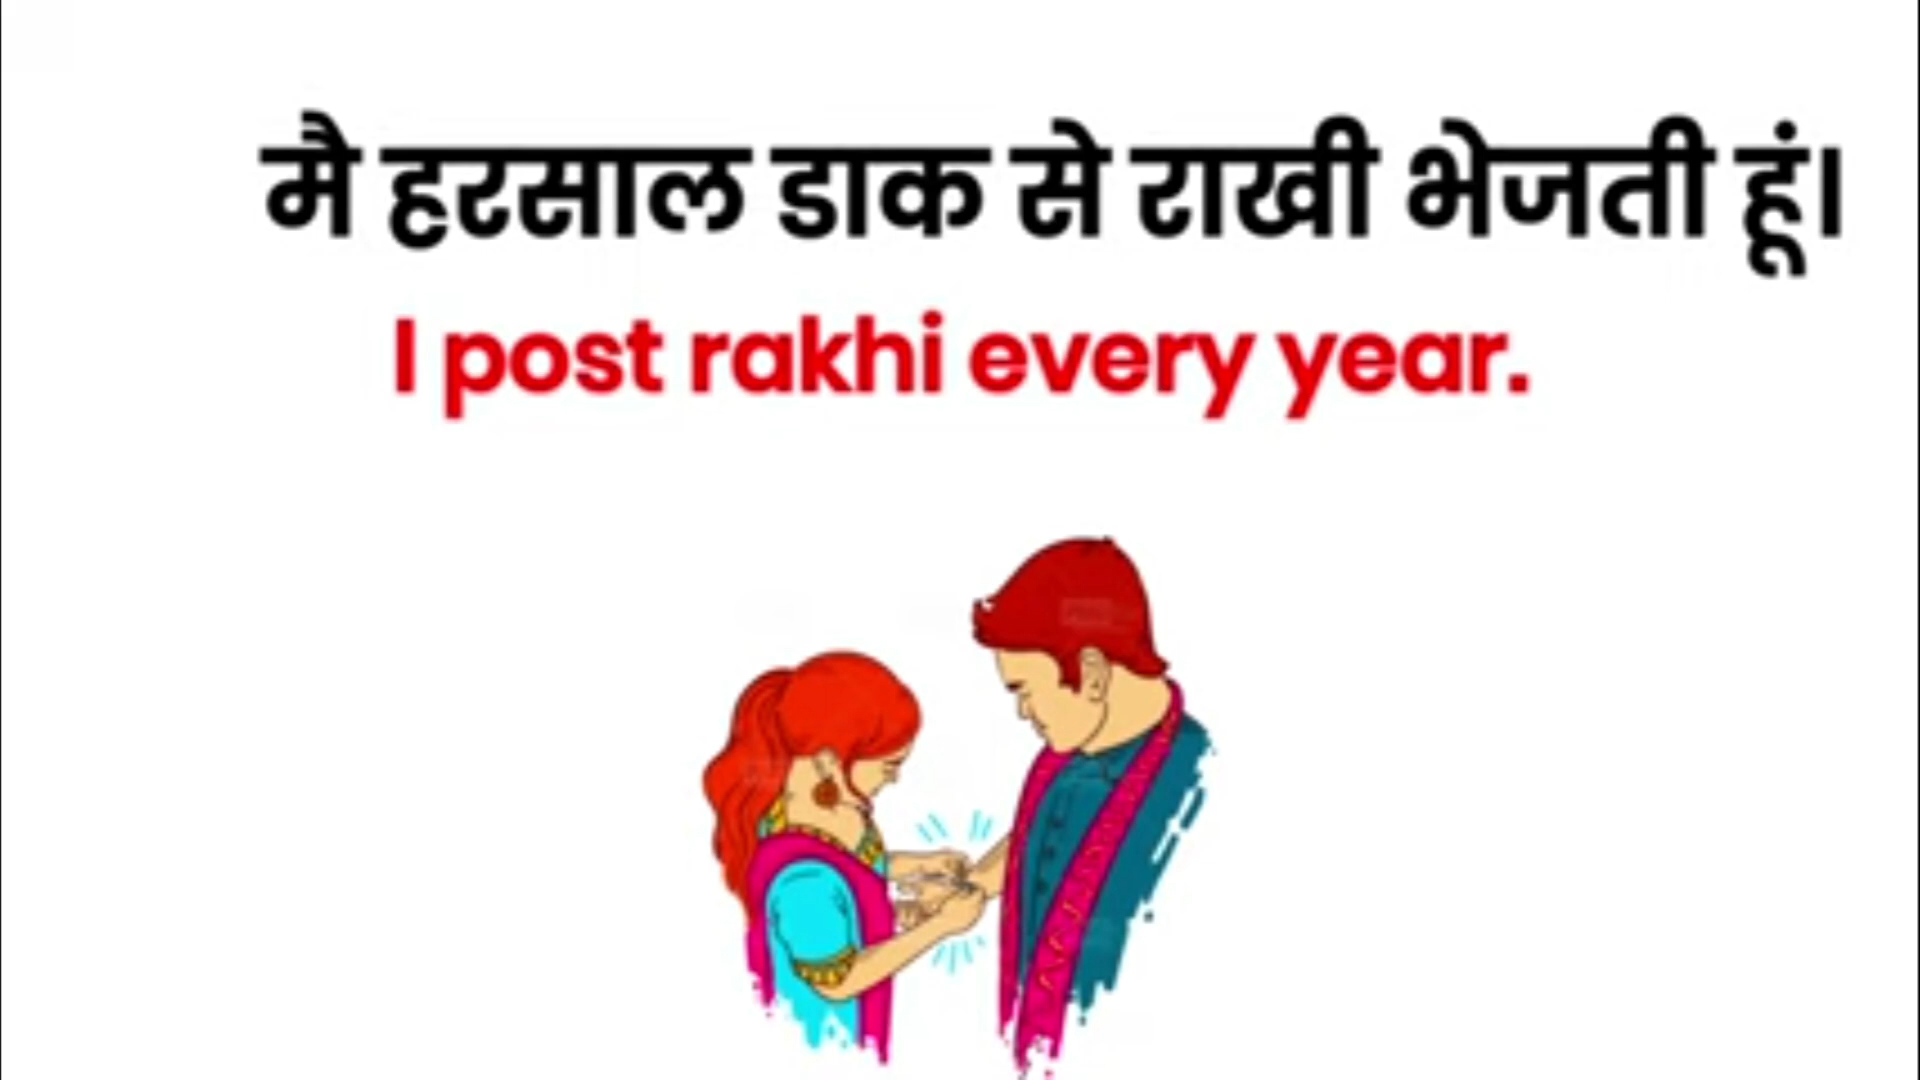 मै हरसाल डाक से राखी भेजती हूं।
I post rakhi every year.